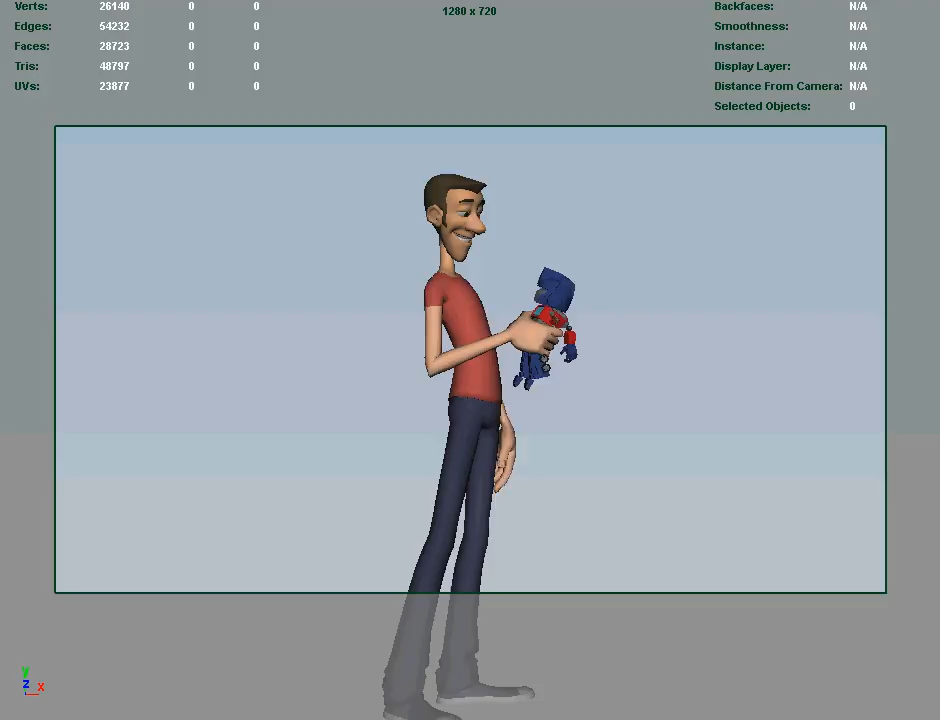 Verts: 26140 0 0
Edges: 54232 0 0
Faces: 28723 0 0
Tris: 48797 0 0
UVs: 23877 0 0
1280 x 720
Backfaces: N/A
Smoothness: N/A
Instance: N/A
Display Layer: N/A
Distance From Camera: N/A
Selected Objects: 0
y
z x